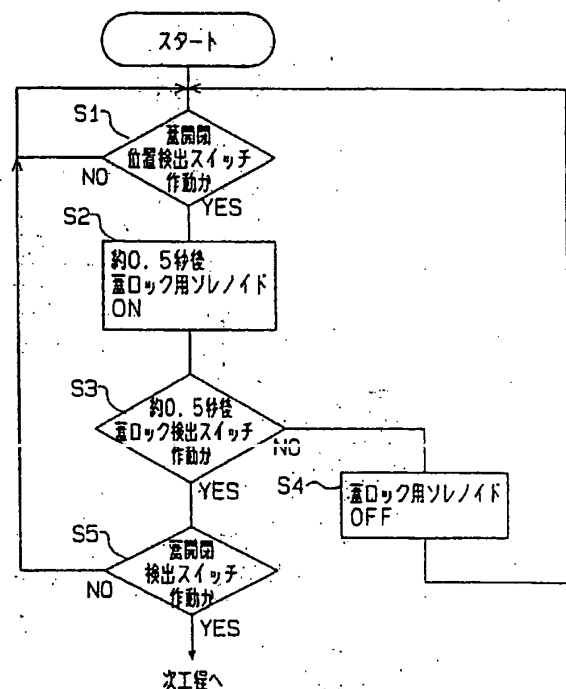 スタート
S1
蓋開閉
位置検出スイッチ
作動か
NO
YES
S2
約0.5秒後
蓋ロック用ソレノイド
ON
S3
約0.5秒後
蓋ロック検出スイッチ
作動か
NO
YES
S4
蓋ロック用ソレノイド
OFF
S5
蓋開閉
検出スイッチ
作動か
NO
YES
次工程へ